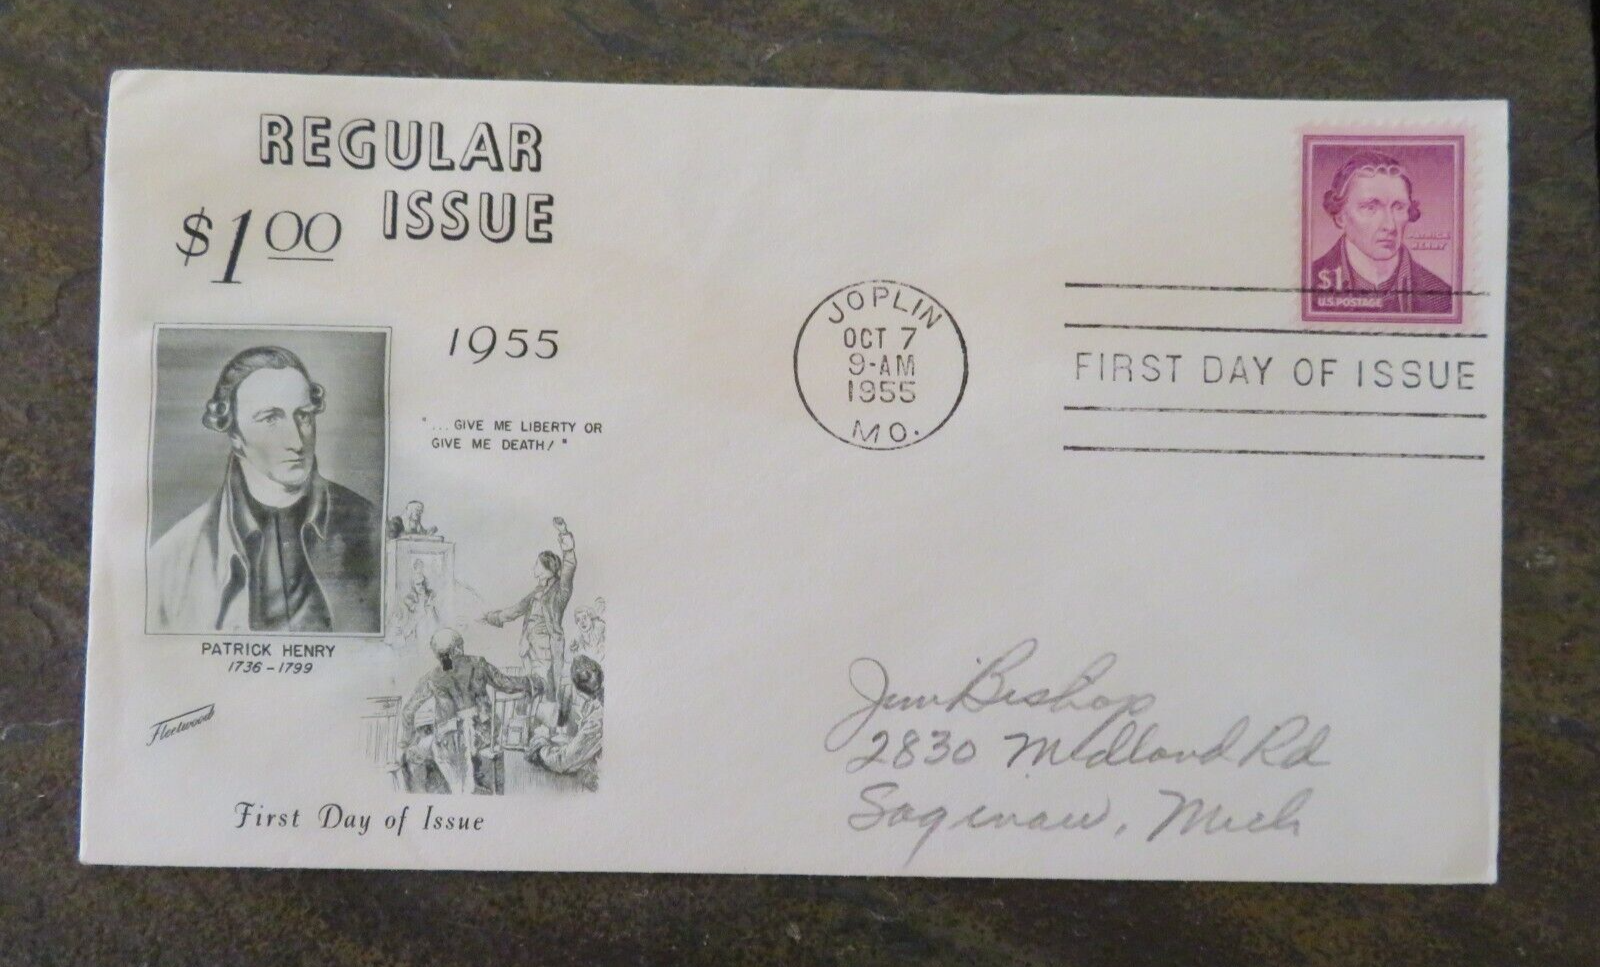 REGULAR
ISSUE
$1.00
1955
"...GIVE ME LIBERTY OR
GIVE ME DEATH!"
PATRICK HENRY
1736-1799
Fleetwood
First Day of Issue
JOPLIN
OCT 7
9-AM
1955
MO.
PATRICK
HENRY
$1.
U.S. POSTAGE
FIRST DAY OF ISSUE
Jim Bishop
2830 Midland Rd
Saginaw, Mich